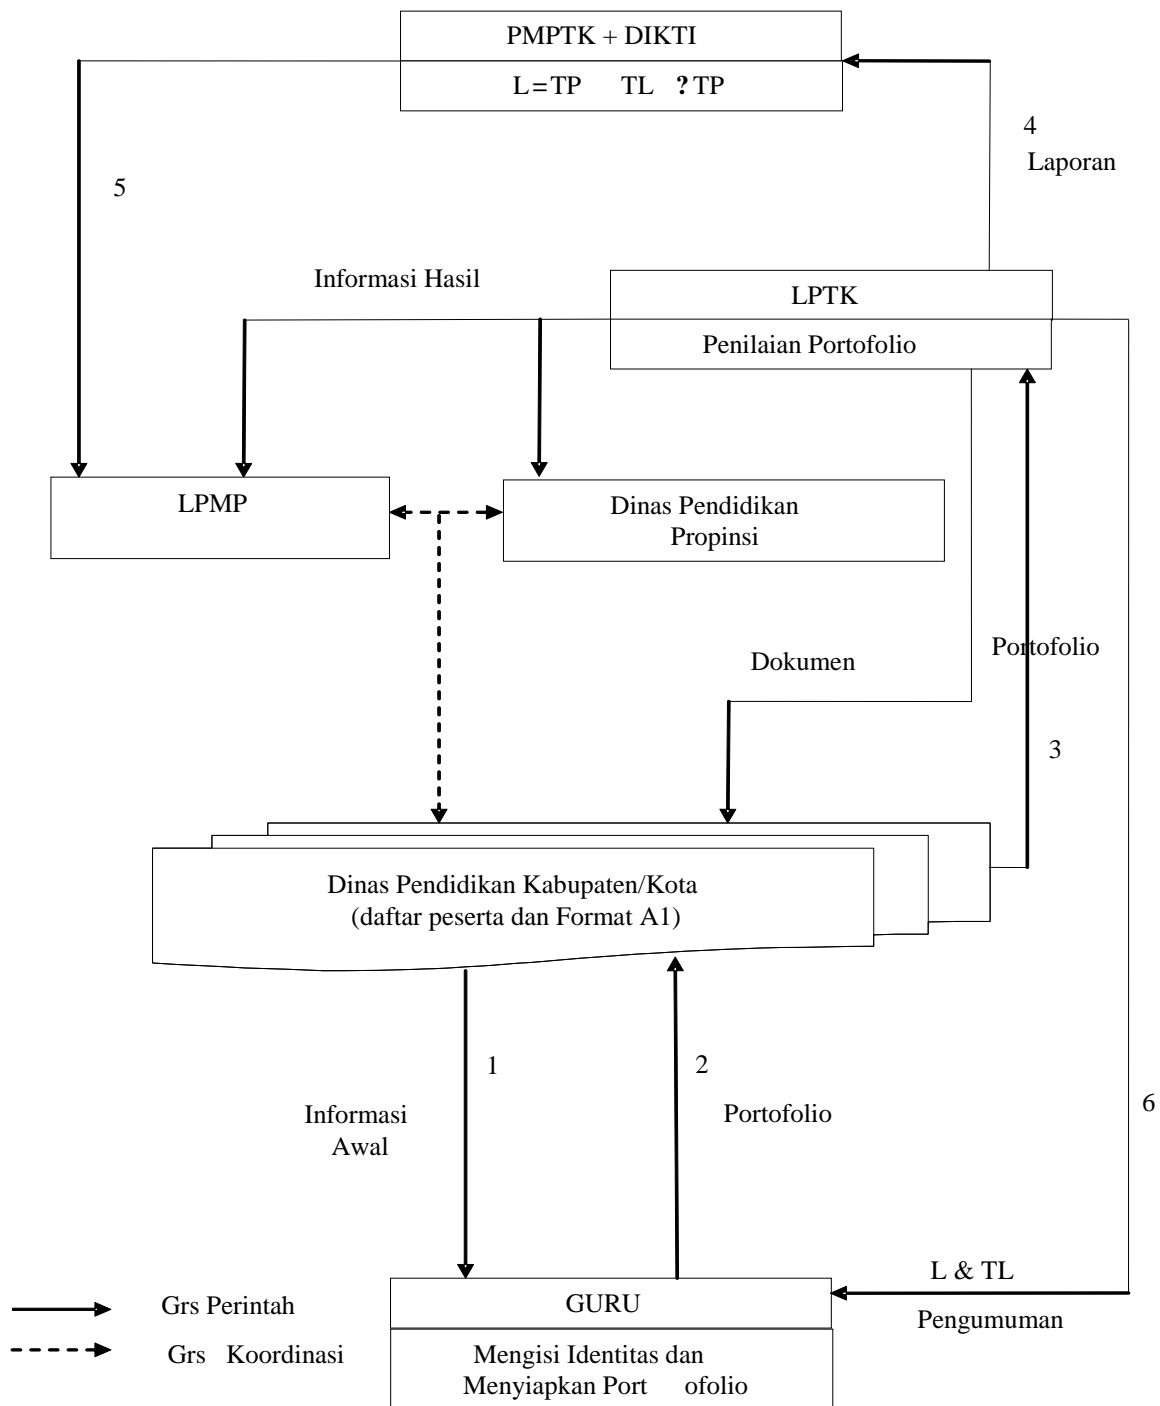 PMPTK + DIKTI
L=TP TL ? TP
4
Laporan
5
Informasi Hasil
LPTK
Penilaian Portofolio
LPMP
Dinas Pendidikan
Propinsi
Portofolio
Dokumen
3
Dinas Pendidikan Kabupaten/Kota
(daftar peserta dan Format A1)
1
2
Informasi
Awal
Portofolio
6
L & TL
Pengumuman
Grs Perintah
GURU
Grs Koordinasi
Mengisi Identitas dan
Menyiapkan Port ofolio